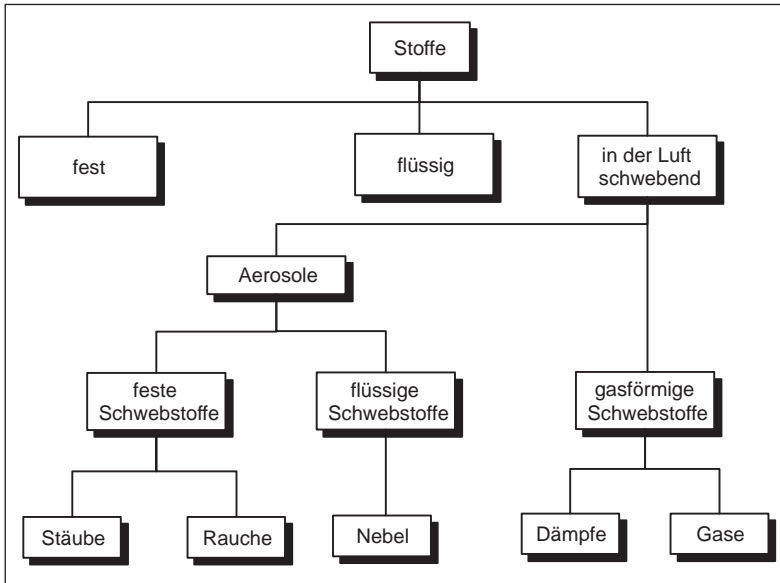 Stoffe
fest
flüssig
in der Luft
schwebend
Aerosole
feste
Schwebstoffe
flüssige
Schwebstoffe
gasförmige
Schwebstoffe
Stäube
Rauche
Nebel
Dämpfe
Gase